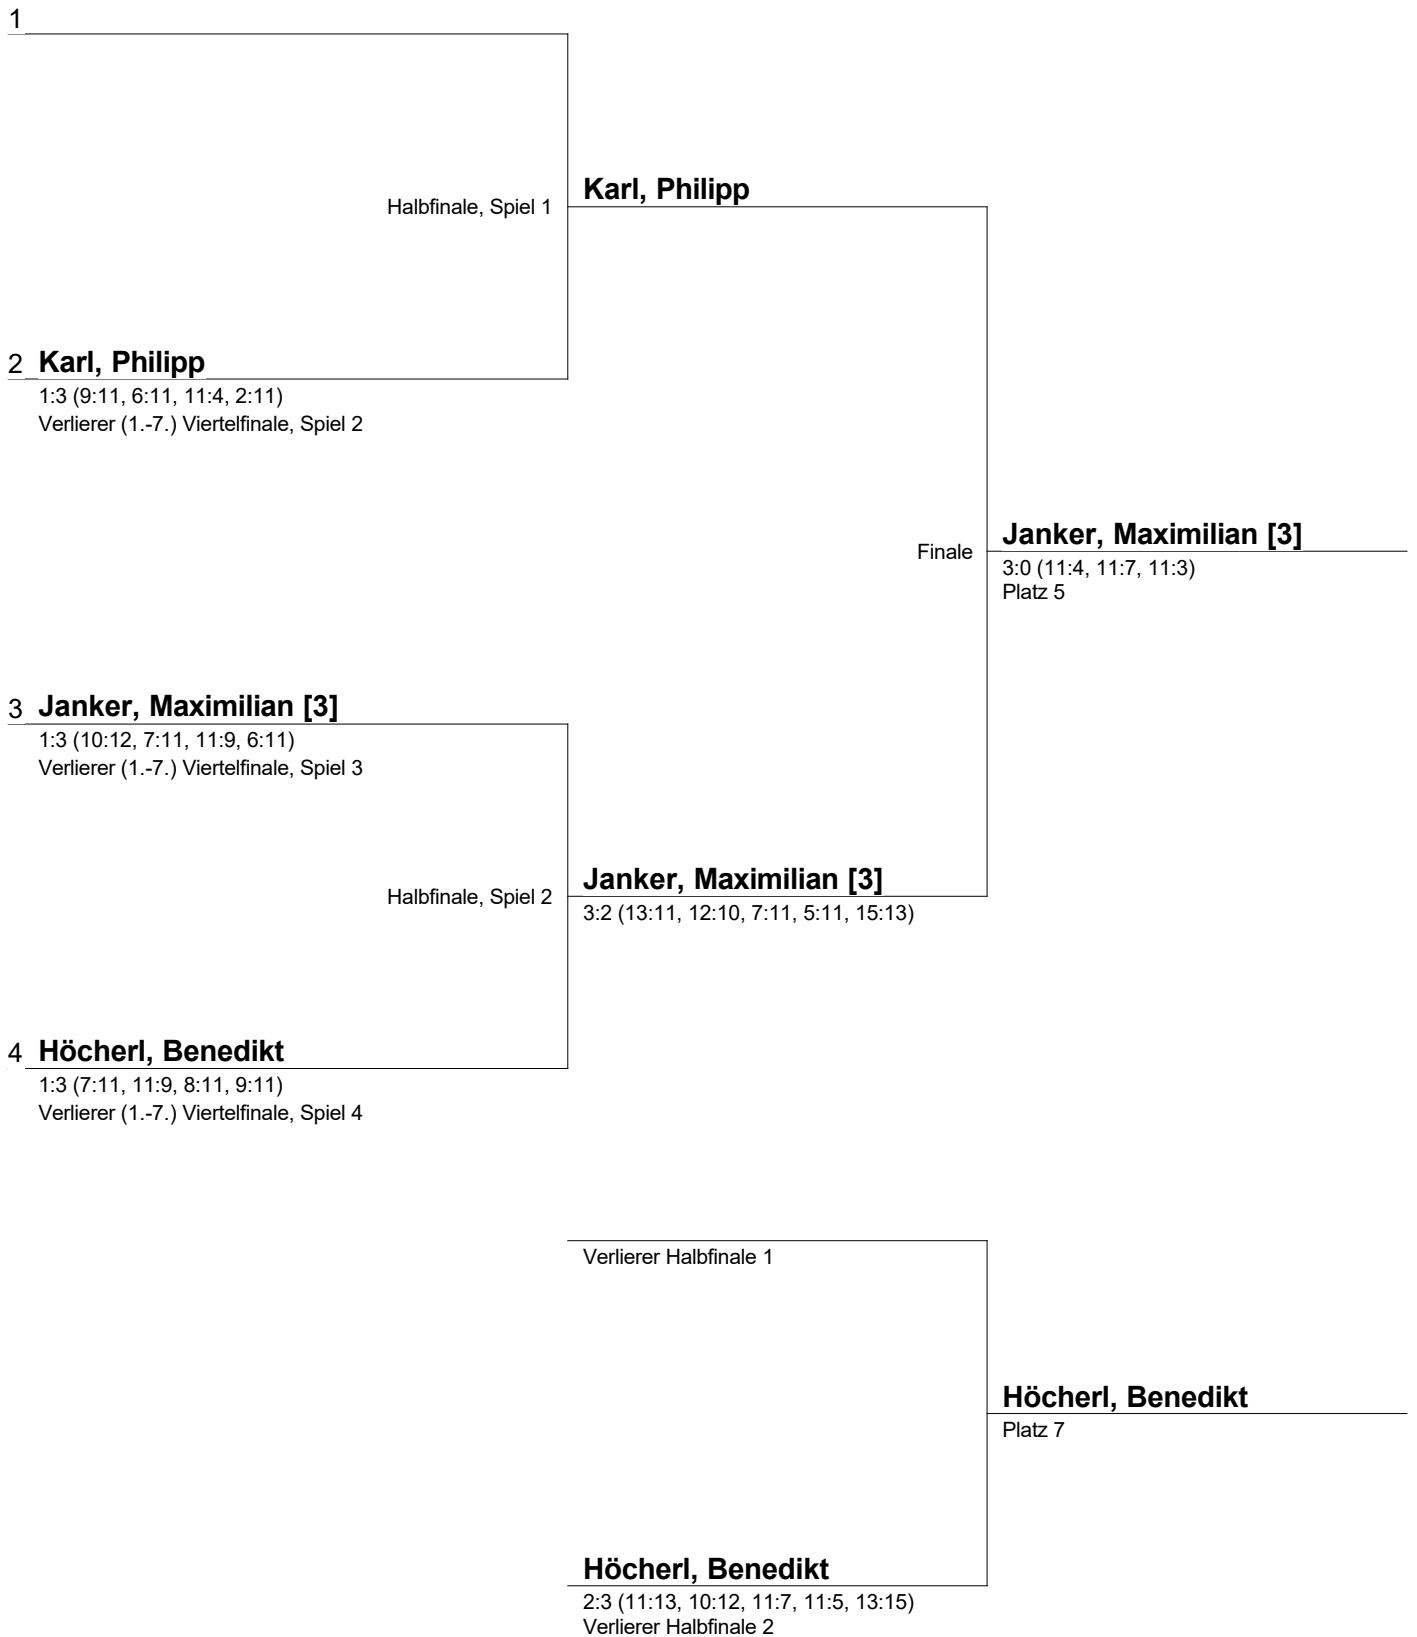 1
Karl, Philipp
Halbfinale, Spiel 1
2 Karl, Philipp
1:3 (9:11, 6:11, 11:4, 2:11)
Verlierer (1.-7.) Viertelfinale, Spiel 2
Janker, Maximilian [3]
Finale
3:0 (11:4, 11:7, 11:3)
Platz 5
3 Janker, Maximilian [3]
1:3 (10:12, 7:11, 11:9, 6:11)
Verlierer (1.-7.) Viertelfinale, Spiel 3
Janker, Maximilian [3]
Halbfinale, Spiel 2
3:2 (13:11, 12:10, 7:11, 5:11, 15:13)
4 Höcherl, Benedikt
1:3 (7:11, 11:9, 8:11, 9:11)
Verlierer (1.-7.) Viertelfinale, Spiel 4
Verlierer Halbfinale 1
Höcherl, Benedikt
Platz 7
Höcherl, Benedikt
2:3 (11:13, 10:12, 11:7, 11:5, 13:15)
Verlierer Halbfinale 2